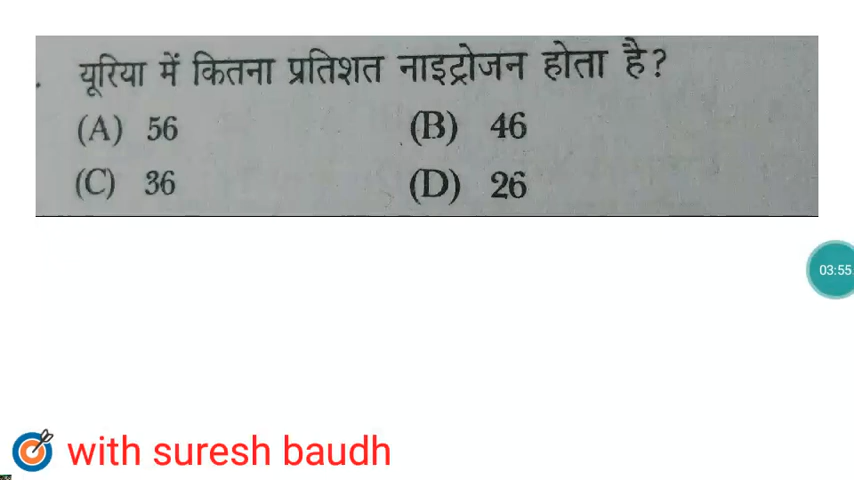 यूरिया में कितना प्रतिशत नाइट्रोजन होता है?
(A) 56 (B) 46
(C) 36 (D) 26
03:55
with suresh baudh